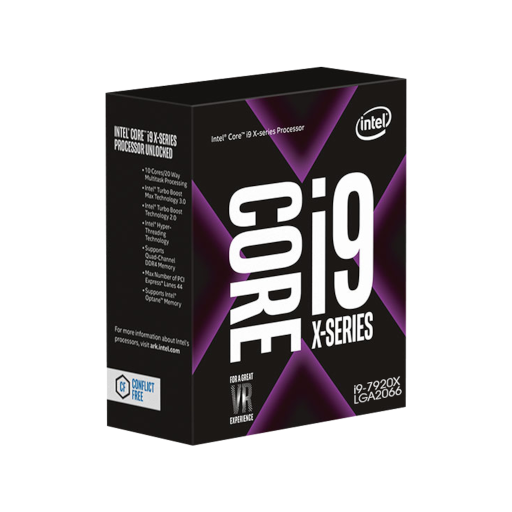 INTEL® CORE™ i9 X-SERIES
PROCESSOR UNLOCKED
• 10 Cores/20 Way
Multitask Processing
• Intel® Turbo Boost
Max Technology 3.0
• Intel® Turbo Boost
Technology 2.0
• Intel® Hyper-
Threading
Technology
• Supports
Quad-Channel
DDR4 Memory
• Max Number of PCI
Express® Lanes 44
• Supports Intel®
Optane™ Memory
For more information about Intel's
processors, visit ark.intel.com
CF CONFLICT
FREE
Intel® Core™ i9 X-series Processor
intel
CORE
i9
X-SERIES
FOR A GREAT
VR
EXPERIENCE
i9-7920X
LGA2066